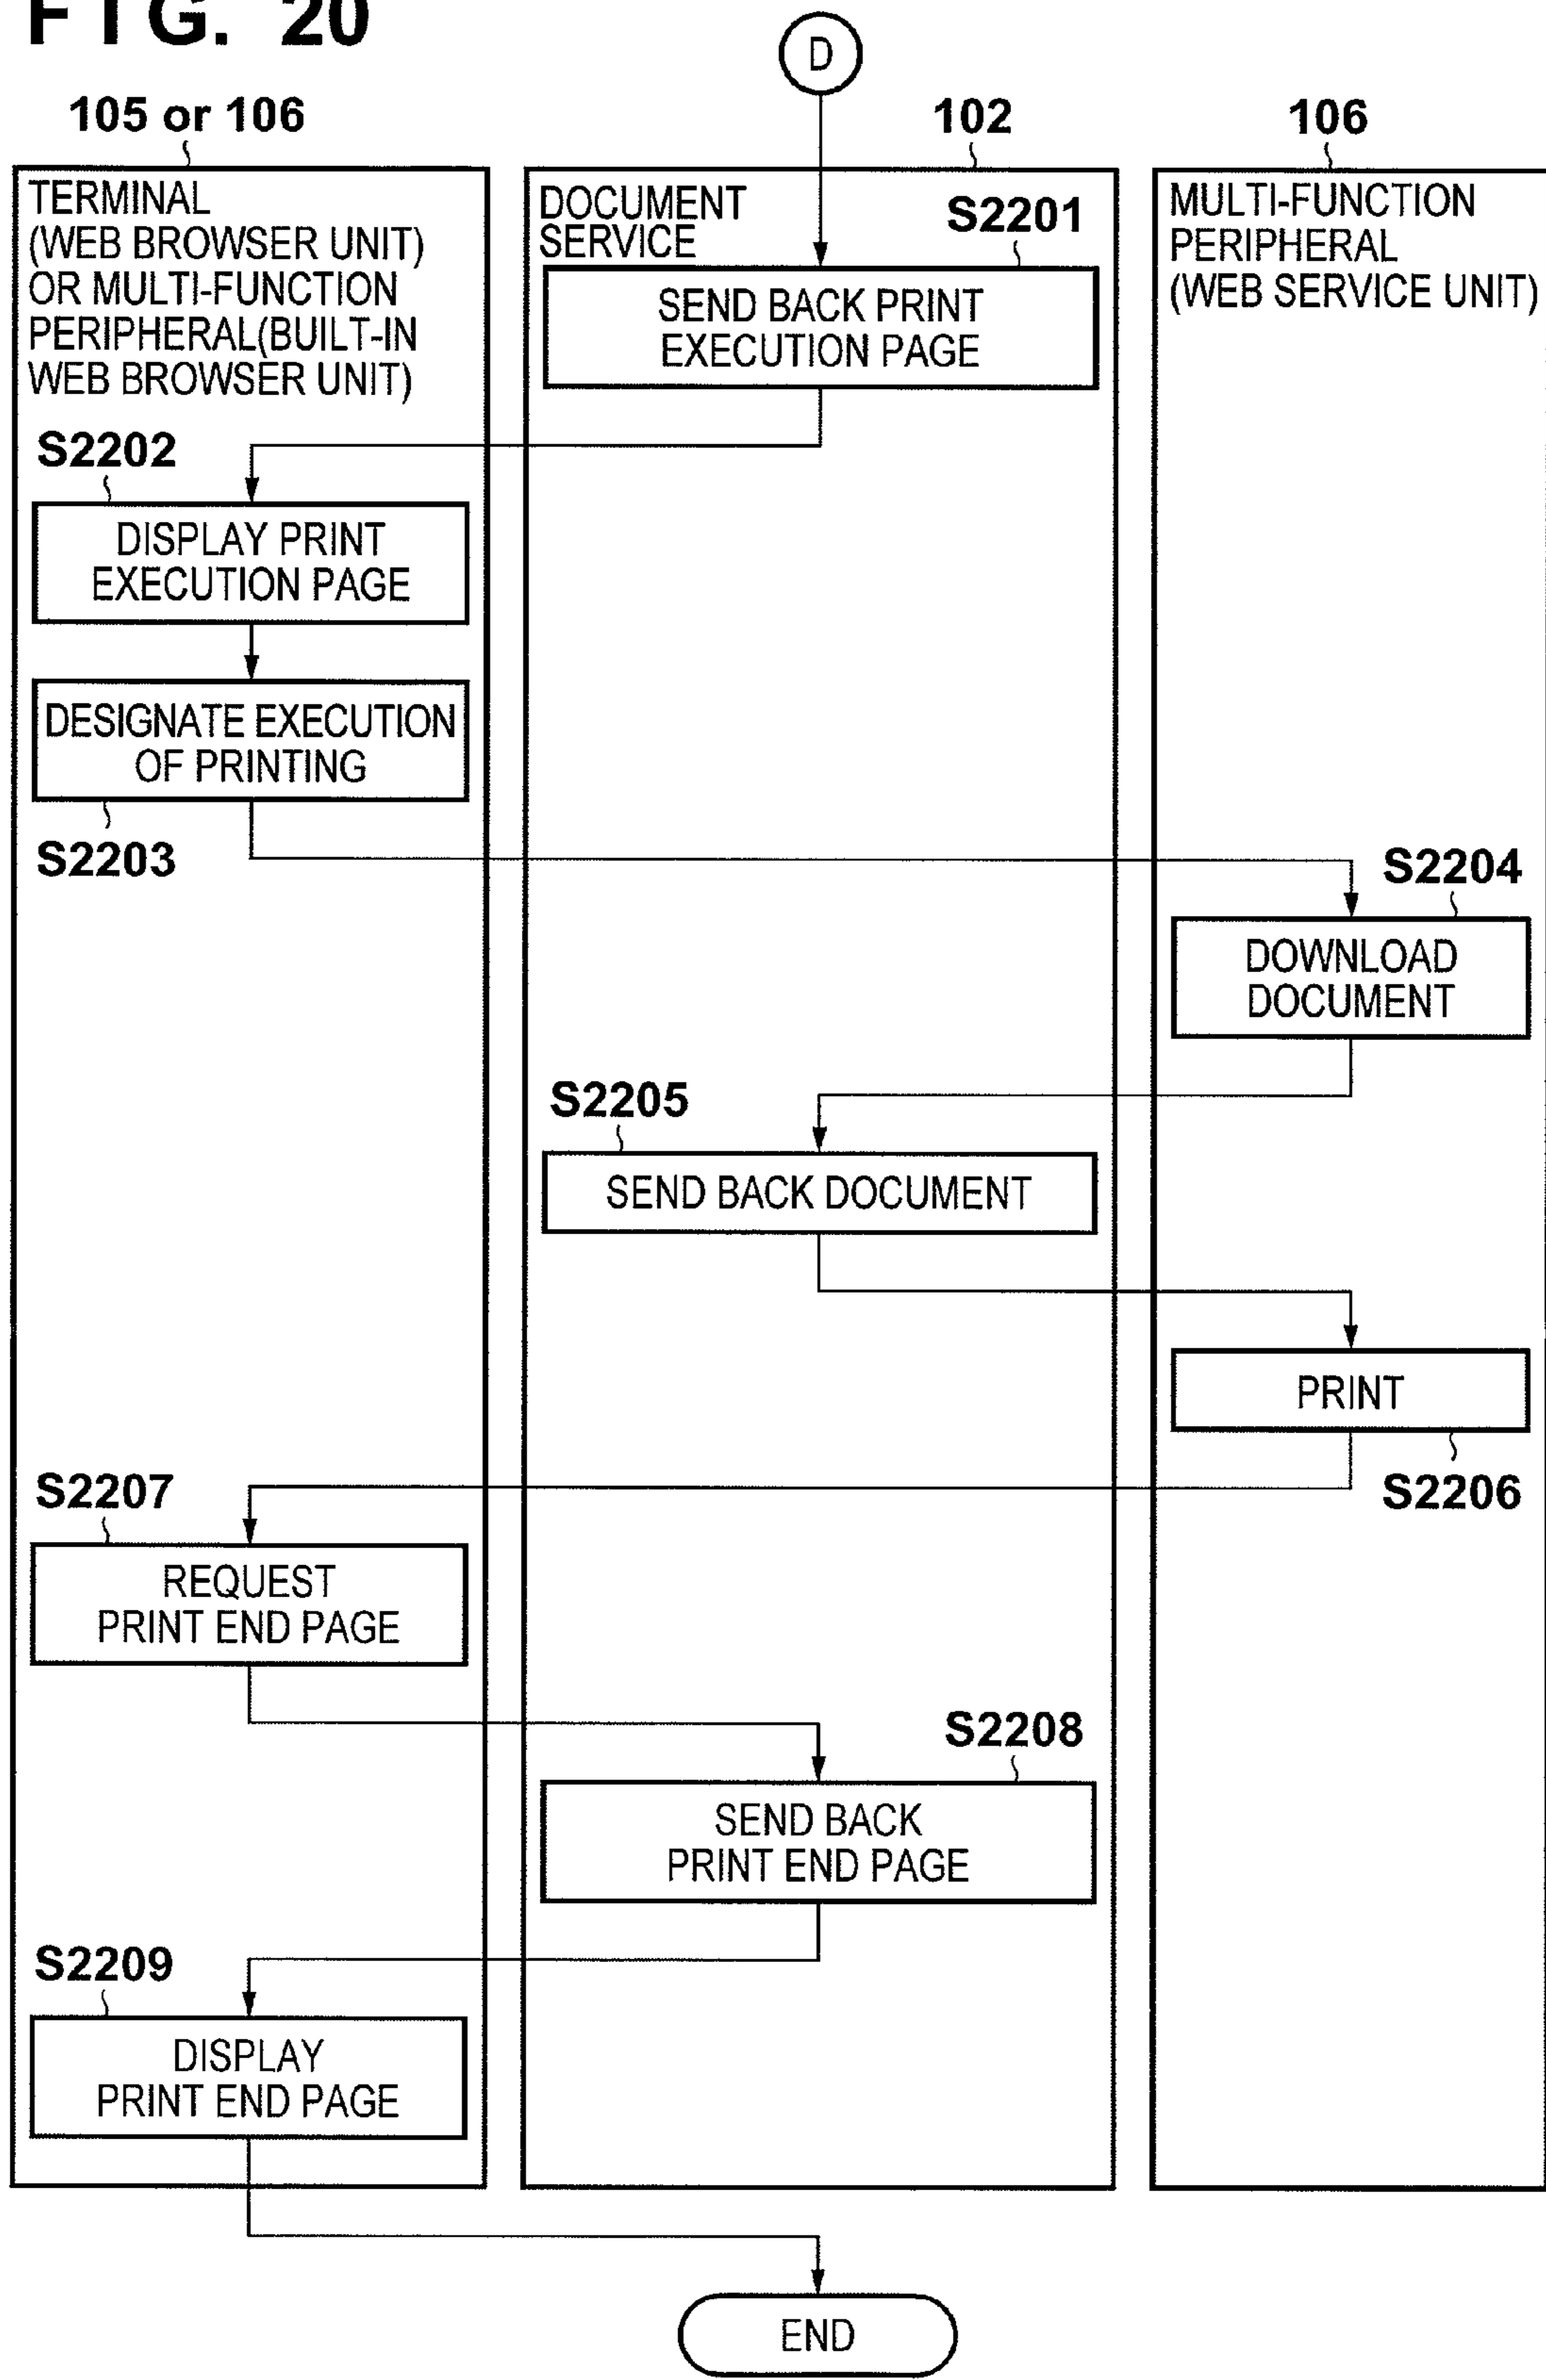 FIG. 20
D
105 or 106
102
106
TERMINAL
(WEB BROWSER UNIT)
OR MULTI-FUNCTION
PERIPHERAL(BUILT-IN
WEB BROWSER UNIT)
DOCUMENT
SERVICE
S2201
MULTI-FUNCTION
PERIPHERAL
(WEB SERVICE UNIT)
SEND BACK PRINT
EXECUTION PAGE
S2202
DISPLAY PRINT
EXECUTION PAGE
DESIGNATE EXECUTION
OF PRINTING
S2203
S2204
DOWNLOAD
DOCUMENT
S2205
SEND BACK DOCUMENT
PRINT
S2206
S2207
REQUEST
PRINT END PAGE
S2208
SEND BACK
PRINT END PAGE
S2209
DISPLAY
PRINT END PAGE
END